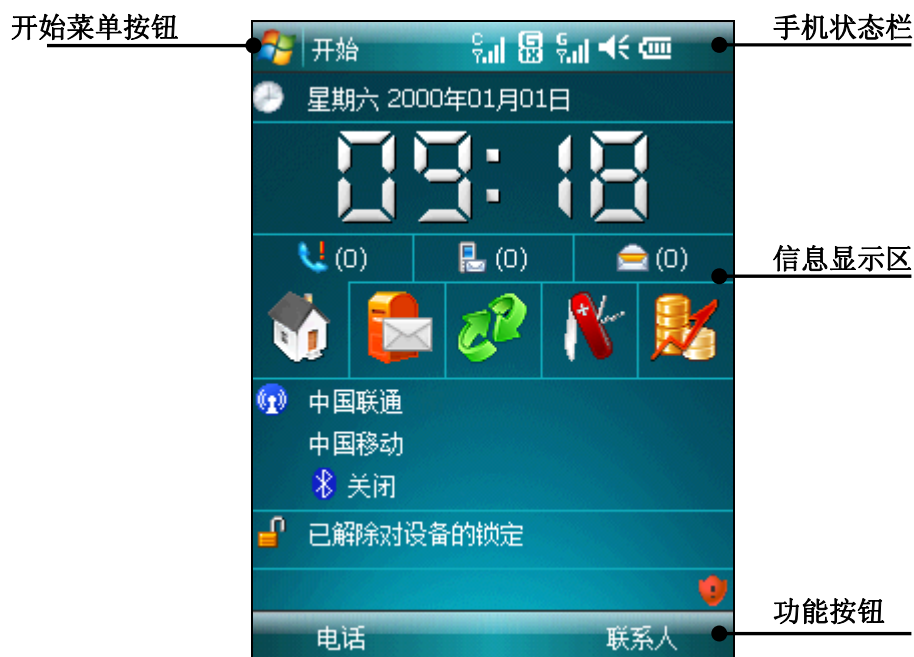 开始菜单按钮
手机状态栏
开始
星期六 2000年01月01日
09:18
(0) (0) (0)
信息显示区
中国联通
中国移动
关闭
已解除对设备的锁定
功能按钮
电话 联系人